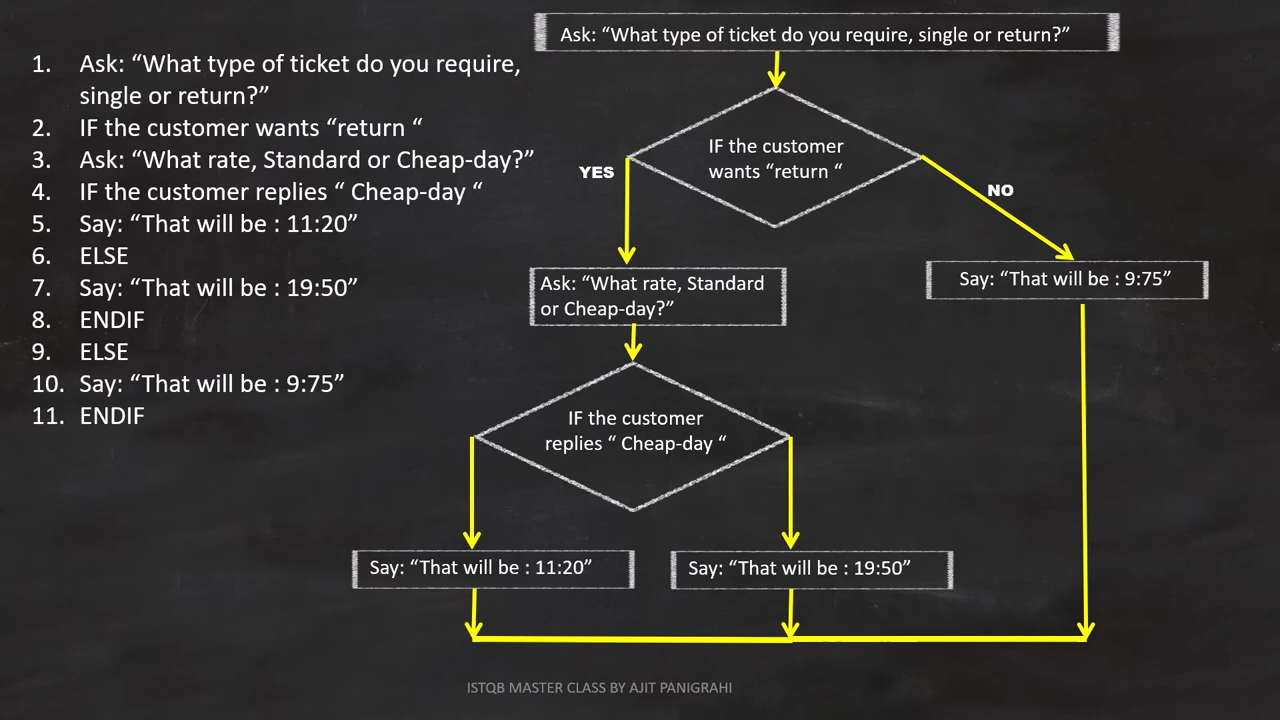 1. Ask: “What type of ticket do you require,
single or return?”
2. IF the customer wants “return “
3. Ask: “What rate, Standard or Cheap-day?”
4. IF the customer replies “ Cheap-day “
5. Say: “That will be : 11:20”
6. ELSE
7. Say: “That will be : 19:50”
8. ENDIF
9. ELSE
10. Say: “That will be : 9:75”
11. ENDIF
Ask: “What type of ticket do you require, single or return?”
IF the customer
wants “return “
YES
NO
Ask: “What rate, Standard
or Cheap-day?”
Say: “That will be : 9:75”
IF the customer
replies “ Cheap-day “
Say: “That will be : 11:20”
Say: “That will be : 19:50”
ISTQB MASTER CLASS BY AJIT PANIGRAHI